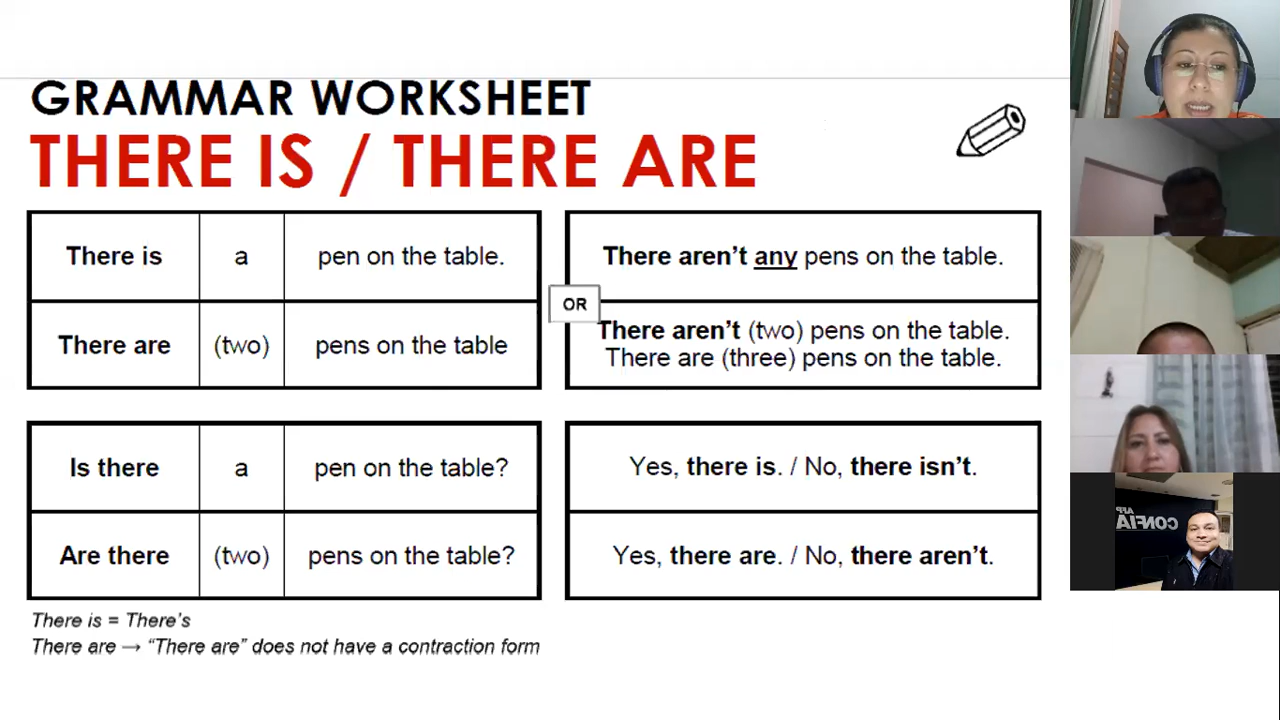 GRAMMAR WORKSHEET
THERE IS / THERE ARE
There is a pen on the table.
There are (two) pens on the table
There aren't any pens on the table.
OR
There aren't (two) pens on the table.
There are (three) pens on the table.
Is there a pen on the table?
Are there (two) pens on the table?
Yes, there is. / No, there isn't.
Yes, there are. / No, there aren't.
There is = There's
There are → “There are” does not have a contraction form
AFP
CONFIA